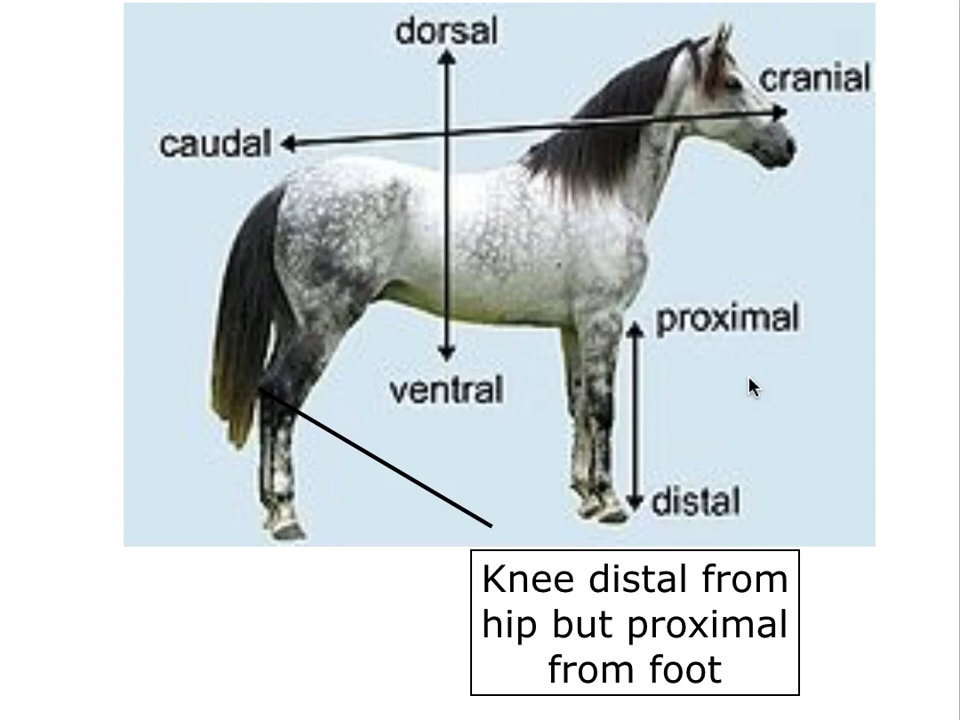 dorsal
cranial
caudal
proximal
ventral
distal
Knee distal from
hip but proximal
from foot